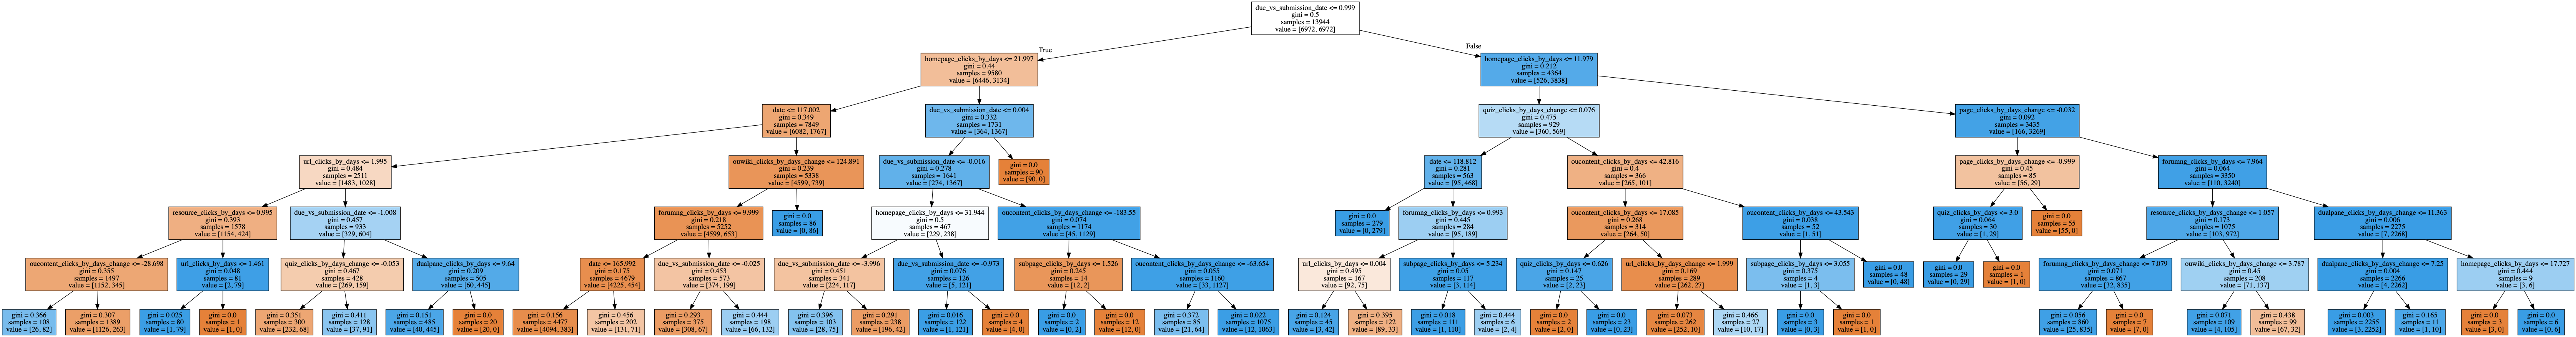 due_vs_submission_date <= 0.999
gini = 0.5
samples = 13944
value = [6972, 6972]
True
False
homepage_clicks_by_days <= 21.997
gini = 0.44
samples = 9580
value = [6446, 3134]
homepage_clicks_by_days <= 11.979
gini = 0.212
samples = 4364
value = [526, 3838]
date <= 117.002
gini = 0.349
samples = 7849
value = [6082, 1767]
due_vs_submission_date <= 0.004
gini = 0.332
samples = 1731
value = [364, 1367]
quiz_clicks_by_days_change <= 0.076
gini = 0.475
samples = 929
value = [360, 569]
page_clicks_by_days_change <= -0.032
gini = 0.092
samples = 3435
value = [166, 3269]
url_clicks_by_days <= 1.995
gini = 0.484
samples = 2511
value = [1483, 1028]
ouwiki_clicks_by_days_change <= 124.891
gini = 0.239
samples = 5338
value = [4599, 739]
due_vs_submission_date <= -0.016
gini = 0.278
samples = 1641
value = [274, 1367]
gini = 0.0
samples = 90
value = [90, 0]
date <= 118.812
gini = 0.281
samples = 563
value = [95, 468]
oucontent_clicks_by_days <= 42.816
gini = 0.4
samples = 366
value = [265, 101]
page_clicks_by_days_change <= -0.999
gini = 0.45
samples = 85
value = [56, 29]
forumng_clicks_by_days <= 7.964
gini = 0.064
samples = 3350
value = [110, 3240]
resource_clicks_by_days <= 0.995
gini = 0.393
samples = 1578
value = [1154, 424]
due_vs_submission_date <= -1.008
gini = 0.457
samples = 933
value = [329, 604]
forumng_clicks_by_days <= 9.999
gini = 0.218
samples = 5252
value = [4599, 653]
gini = 0.0
samples = 86
value = [0, 86]
homepage_clicks_by_days <= 31.944
gini = 0.5
samples = 467
value = [229, 238]
oucontent_clicks_by_days_change <= -183.55
gini = 0.074
samples = 1174
value = [45, 1129]
gini = 0.0
samples = 279
value = [0, 279]
forumng_clicks_by_days <= 0.993
gini = 0.445
samples = 284
value = [95, 189]
oucontent_clicks_by_days <= 17.085
gini = 0.268
samples = 314
value = [264, 50]
oucontent_clicks_by_days <= 43.543
gini = 0.038
samples = 52
value = [1, 51]
quiz_clicks_by_days <= 3.0
gini = 0.064
samples = 30
value = [1, 29]
gini = 0.0
samples = 55
value = [55, 0]
resource_clicks_by_days <= 1.057
gini = 0.173
samples = 1075
value = [103, 972]
dualpane_clicks_by_days_change <= 11.363
gini = 0.006
samples = 2275
value = [7, 2268]
oucontent_clicks_by_days_change <= -28.698
gini = 0.355
samples = 1497
value = [1152, 345]
url_clicks_by_days <= 1.461
gini = 0.048
samples = 81
value = [2, 79]
quiz_clicks_by_days_change <= -0.053
gini = 0.467
samples = 428
value = [269, 159]
dualpane_clicks_by_days <= 9.64
gini = 0.209
samples = 505
value = [60, 445]
date <= 165.992
gini = 0.175
samples = 4679
value = [4225, 454]
due_vs_submission_date <= -0.025
gini = 0.453
samples = 573
value = [374, 199]
due_vs_submission_date <= -3.996
gini = 0.451
samples = 341
value = [224, 117]
due_vs_submission_date <= -0.973
gini = 0.076
samples = 126
value = [5, 121]
subpage_clicks_by_days <= 1.526
gini = 0.245
samples = 14
value = [12, 2]
oucontent_clicks_by_days_change <= -63.654
gini = 0.055
samples = 1160
value = [33, 1127]
url_clicks_by_days <= 0.004
gini = 0.495
samples = 167
value = [92, 75]
subpage_clicks_by_days <= 5.234
gini = 0.05
samples = 117
value = [3, 114]
quiz_clicks_by_days <= 0.626
gini = 0.147
samples = 25
value = [2, 23]
url_clicks_by_days <= 1.999
gini = 0.169
samples = 289
value = [262, 27]
subpage_clicks_by_days <= 3.055
gini = 0.375
samples = 4
value = [1, 3]
gini = 0.0
samples = 48
value = [0, 48]
gini = 0.0
samples = 29
value = [0, 29]
gini = 0.0
samples = 1
value = [1, 0]
forumng_clicks_by_days_change <= 7.079
gini = 0.071
samples = 867
value = [32, 835]
ouwiki_clicks_by_days_change <= 3.787
gini = 0.45
samples = 208
value = [71, 137]
dualpane_clicks_by_days_change <= 7.25
gini = 0.004
samples = 2266
value = [4, 2262]
homepage_clicks_by_days <= 17.727
gini = 0.444
samples = 9
value = [3, 6]
gini = 0.366
samples = 108
value = [26, 82]
gini = 0.307
samples = 1389
value = [1126, 263]
gini = 0.025
samples = 80
value = [1, 79]
gini = 0.0
samples = 1
value = [1, 0]
gini = 0.351
samples = 300
value = [232, 68]
gini = 0.411
samples = 128
value = [37, 91]
gini = 0.151
samples = 485
value = [40, 445]
gini = 0.0
samples = 20
value = [20, 0]
gini = 0.156
samples = 4477
value = [4094, 383]
gini = 0.456
samples = 202
value = [131, 71]
gini = 0.293
samples = 375
value = [308, 67]
gini = 0.444
samples = 198
value = [66, 132]
gini = 0.396
samples = 103
value = [28, 75]
gini = 0.291
samples = 238
value = [196, 42]
gini = 0.016
samples = 122
value = [1, 121]
gini = 0.0
samples = 4
value = [4, 0]
gini = 0.0
samples = 2
value = [0, 2]
gini = 0.0
samples = 12
value = [12, 0]
gini = 0.372
samples = 85
value = [21, 64]
gini = 0.022
samples = 1075
value = [12, 1063]
gini = 0.124
samples = 45
value = [3, 42]
gini = 0.395
samples = 122
value = [89, 33]
gini = 0.018
samples = 111
value = [1, 110]
gini = 0.444
samples = 6
value = [2, 4]
gini = 0.0
samples = 2
value = [2, 0]
gini = 0.0
samples = 23
value = [0, 23]
gini = 0.073
samples = 262
value = [252, 10]
gini = 0.466
samples = 27
value = [10, 17]
gini = 0.0
samples = 3
value = [0, 3]
gini = 0.0
samples = 1
value = [1, 0]
gini = 0.056
samples = 860
value = [25, 835]
gini = 0.0
samples = 7
value = [7, 0]
gini = 0.071
samples = 109
value = [4, 105]
gini = 0.438
samples = 99
value = [67, 32]
gini = 0.003
samples = 2255
value = [3, 2252]
gini = 0.165
samples = 11
value = [1, 10]
gini = 0.0
samples = 3
value = [3, 0]
gini = 0.0
samples = 6
value = [0, 6]